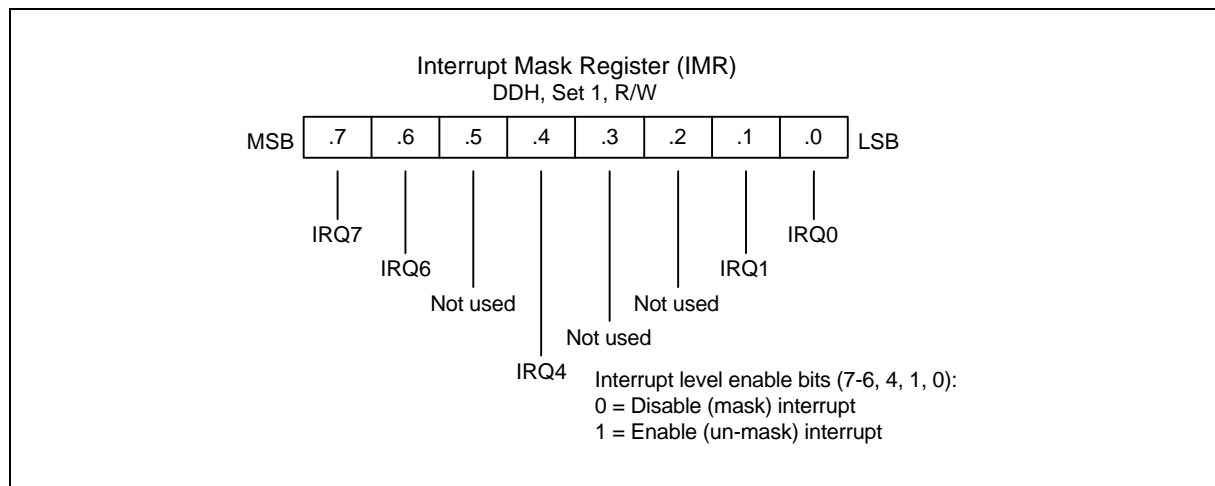 Interrupt Mask Register (IMR)
DDH, Set 1, R/W
MSB .7 .6 .5 .4 .3 .2 .1 .0 LSB
IRQ7 IRQ0
IRQ6 IRQ1
Not used Not used
Not used
IRQ4
Interrupt level enable bits (7-6, 4, 1, 0):
0 = Disable (mask) interrupt
1 = Enable (un-mask) interrupt